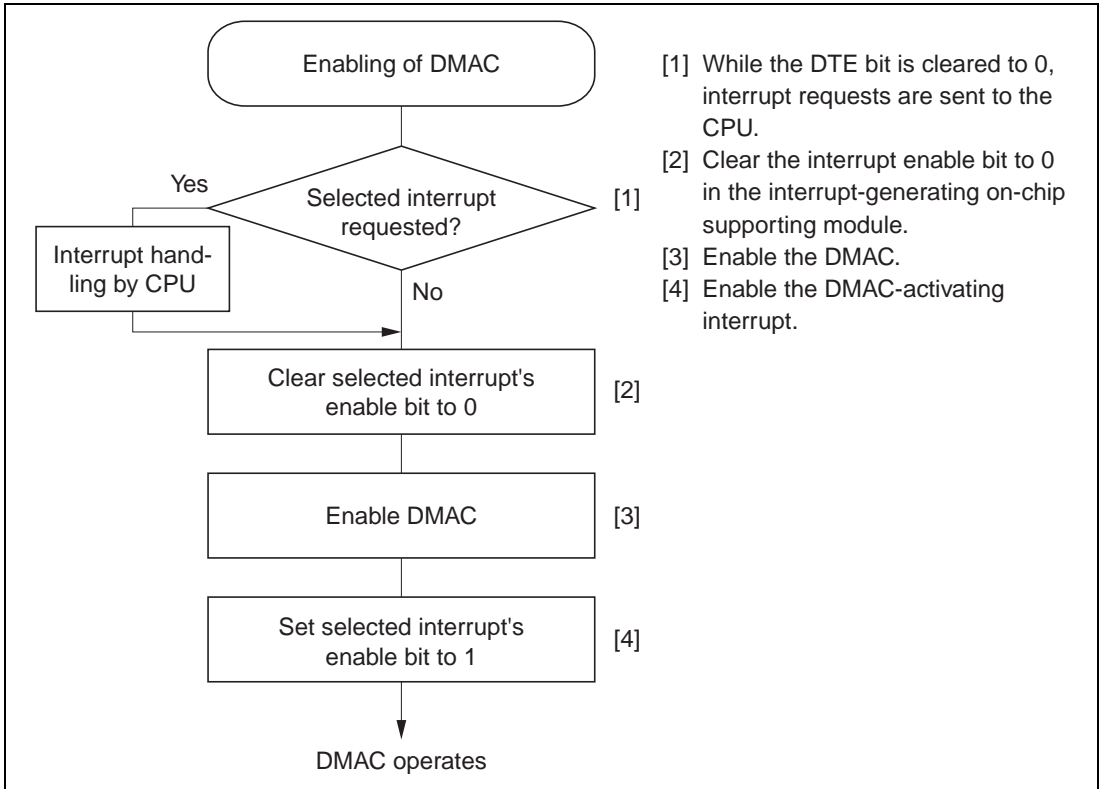 Enabling of DMAC
Yes
Selected interrupt
requested?
[1]
Interrupt hand-
ling by CPU
No
Clear selected interrupt's
enable bit to 0
[2]
Enable DMAC
[3]
Set selected interrupt's
enable bit to 1
[4]
DMAC operates
[1] While the DTE bit is cleared to 0,
interrupt requests are sent to the
CPU.
[2] Clear the interrupt enable bit to 0
in the interrupt-generating on-chip
supporting module.
[3] Enable the DMAC.
[4] Enable the DMAC-activating
interrupt.